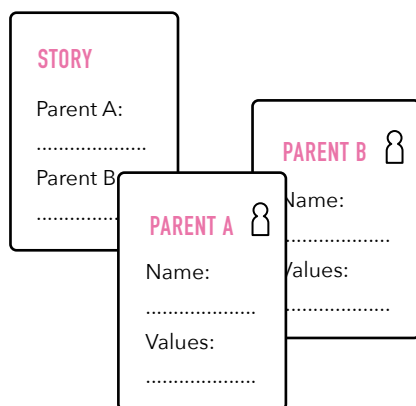 STORY
Parent A:
.....................
Parent B
................
PARENT B
Name:
.....................
Values:
.....................
PARENT A
Name:
.....................
Values:
.....................